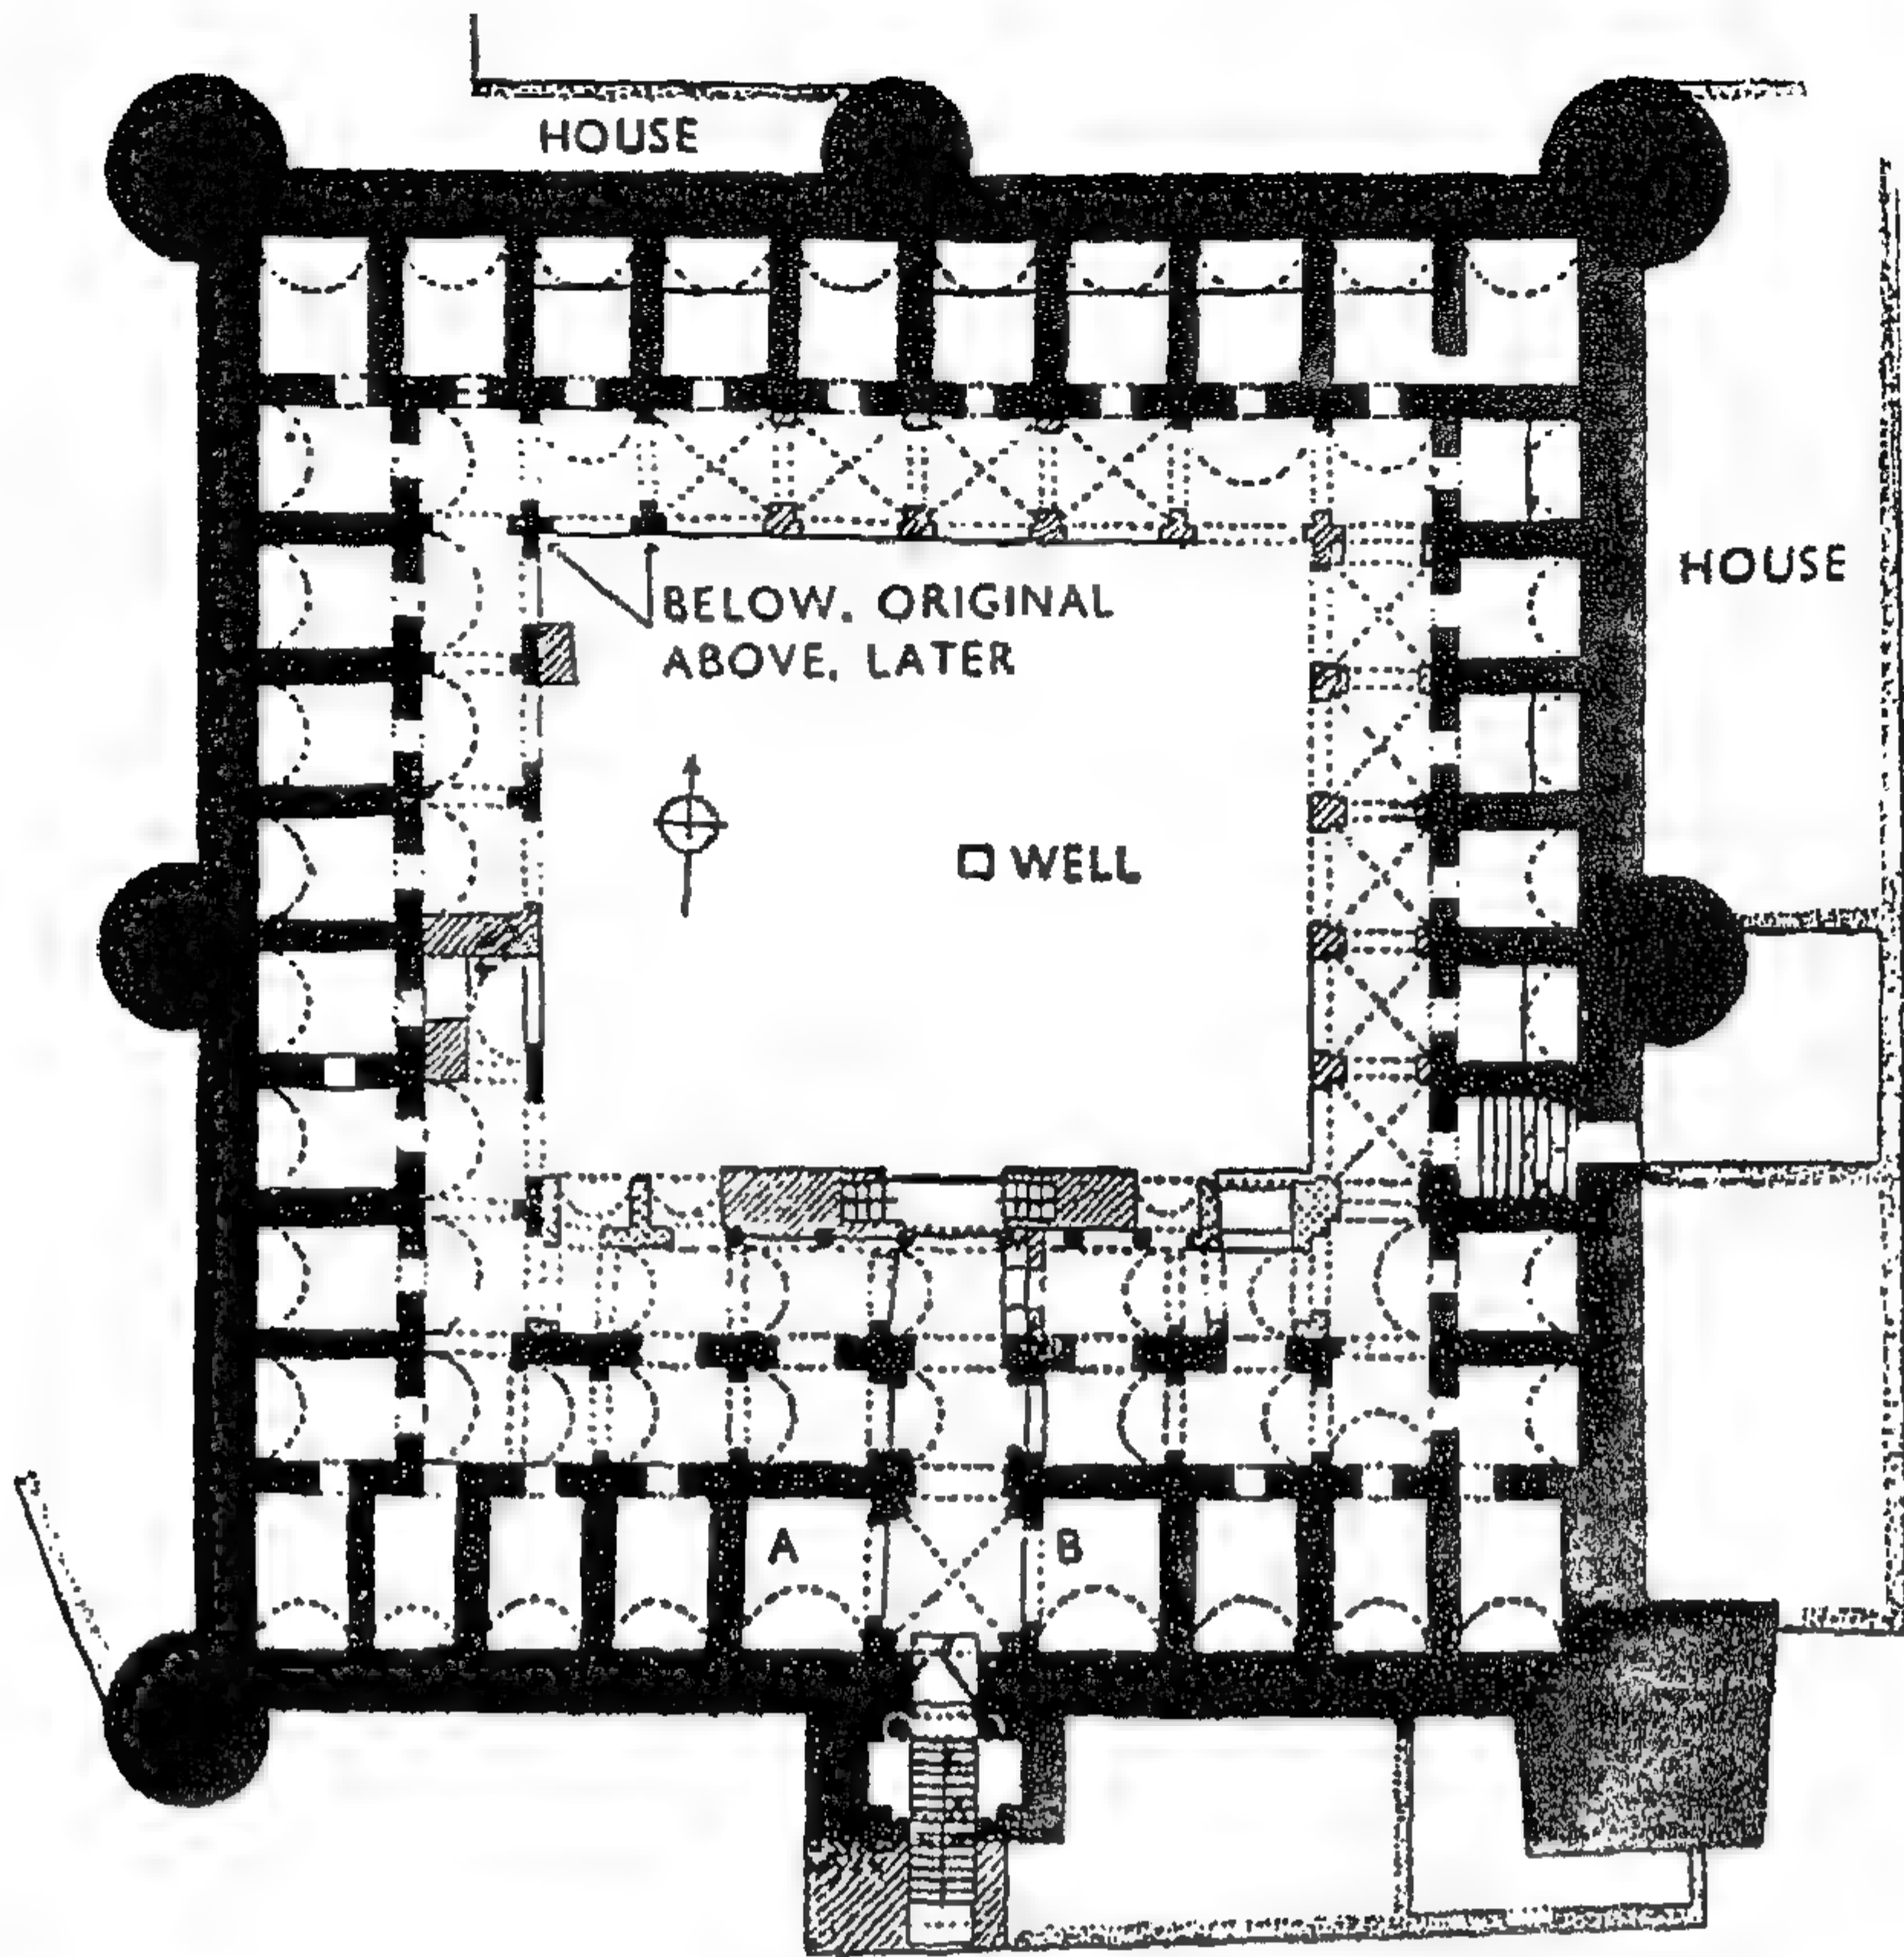 HOUSE
HOUSE
BELOW. ORIGINAL
ABOVE. LATER
WELL
A
B